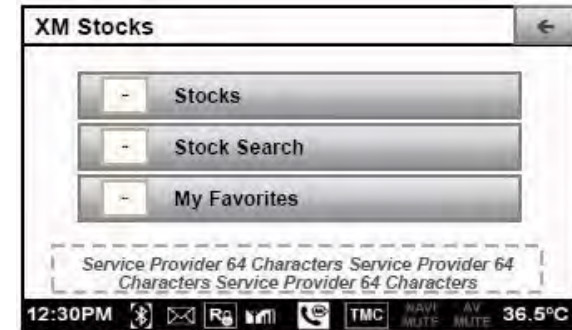 XM Stocks
- Stocks
- Stock Search
- My Favorites
Service Provider 64 Characters Service Provider 64
Characters Service Provider 64 Characters
12:30PM TMC NAVI MUTE AV MUTE 36.5°C